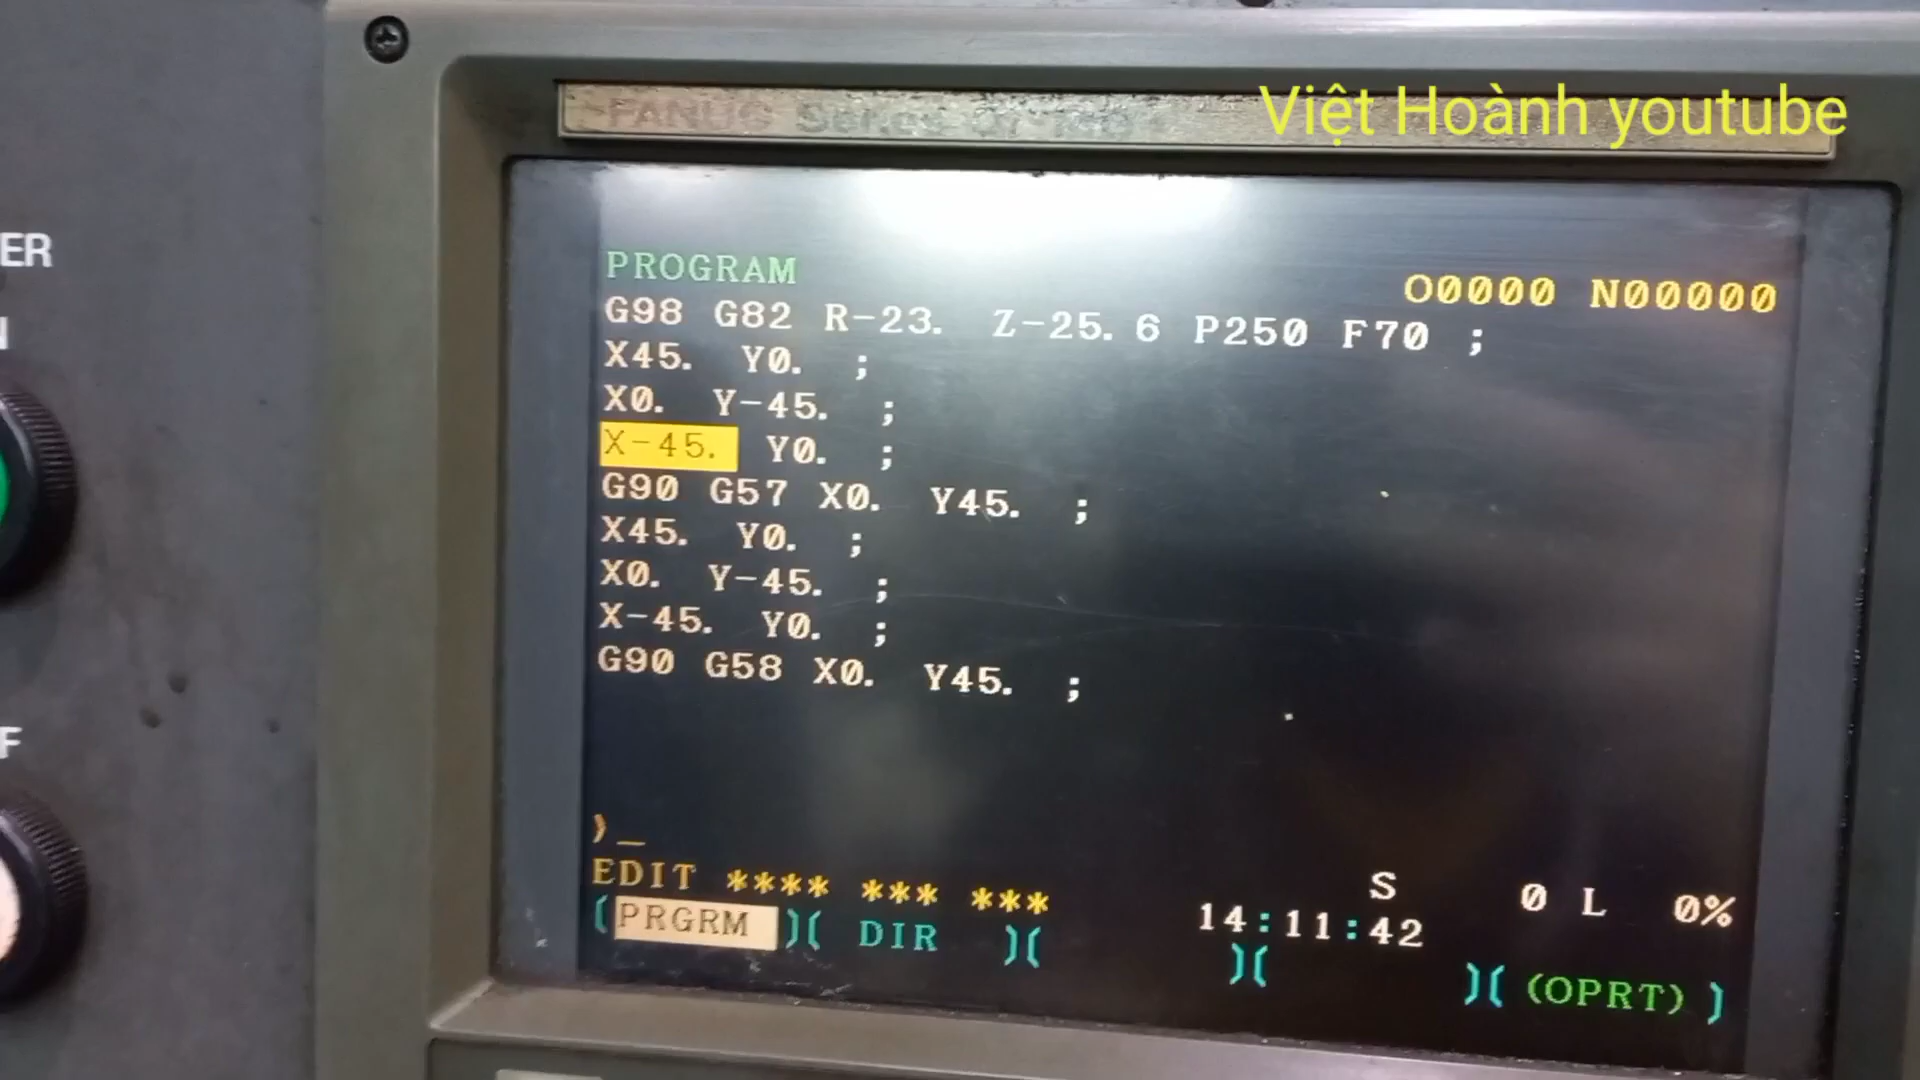 Việt Hoành youtube
FANUC Series
ER
PROGRAM O0000 N00000
G98 G82 R-23. Z-25.6 P250 F70 ;
X45. Y0. ;
X0. Y-45. ;
X-45. Y0. ;
G90 G57 X0. Y45. ;
X45. Y0. ;
X0. Y-45. ;
X-45. Y0. ;
G90 G58 X0. Y45. ;
)_
EDIT **** *** *** S 0 L 0%
14:11:42
(PRGRM)( DIR )( )( )( (OPRT) )
F